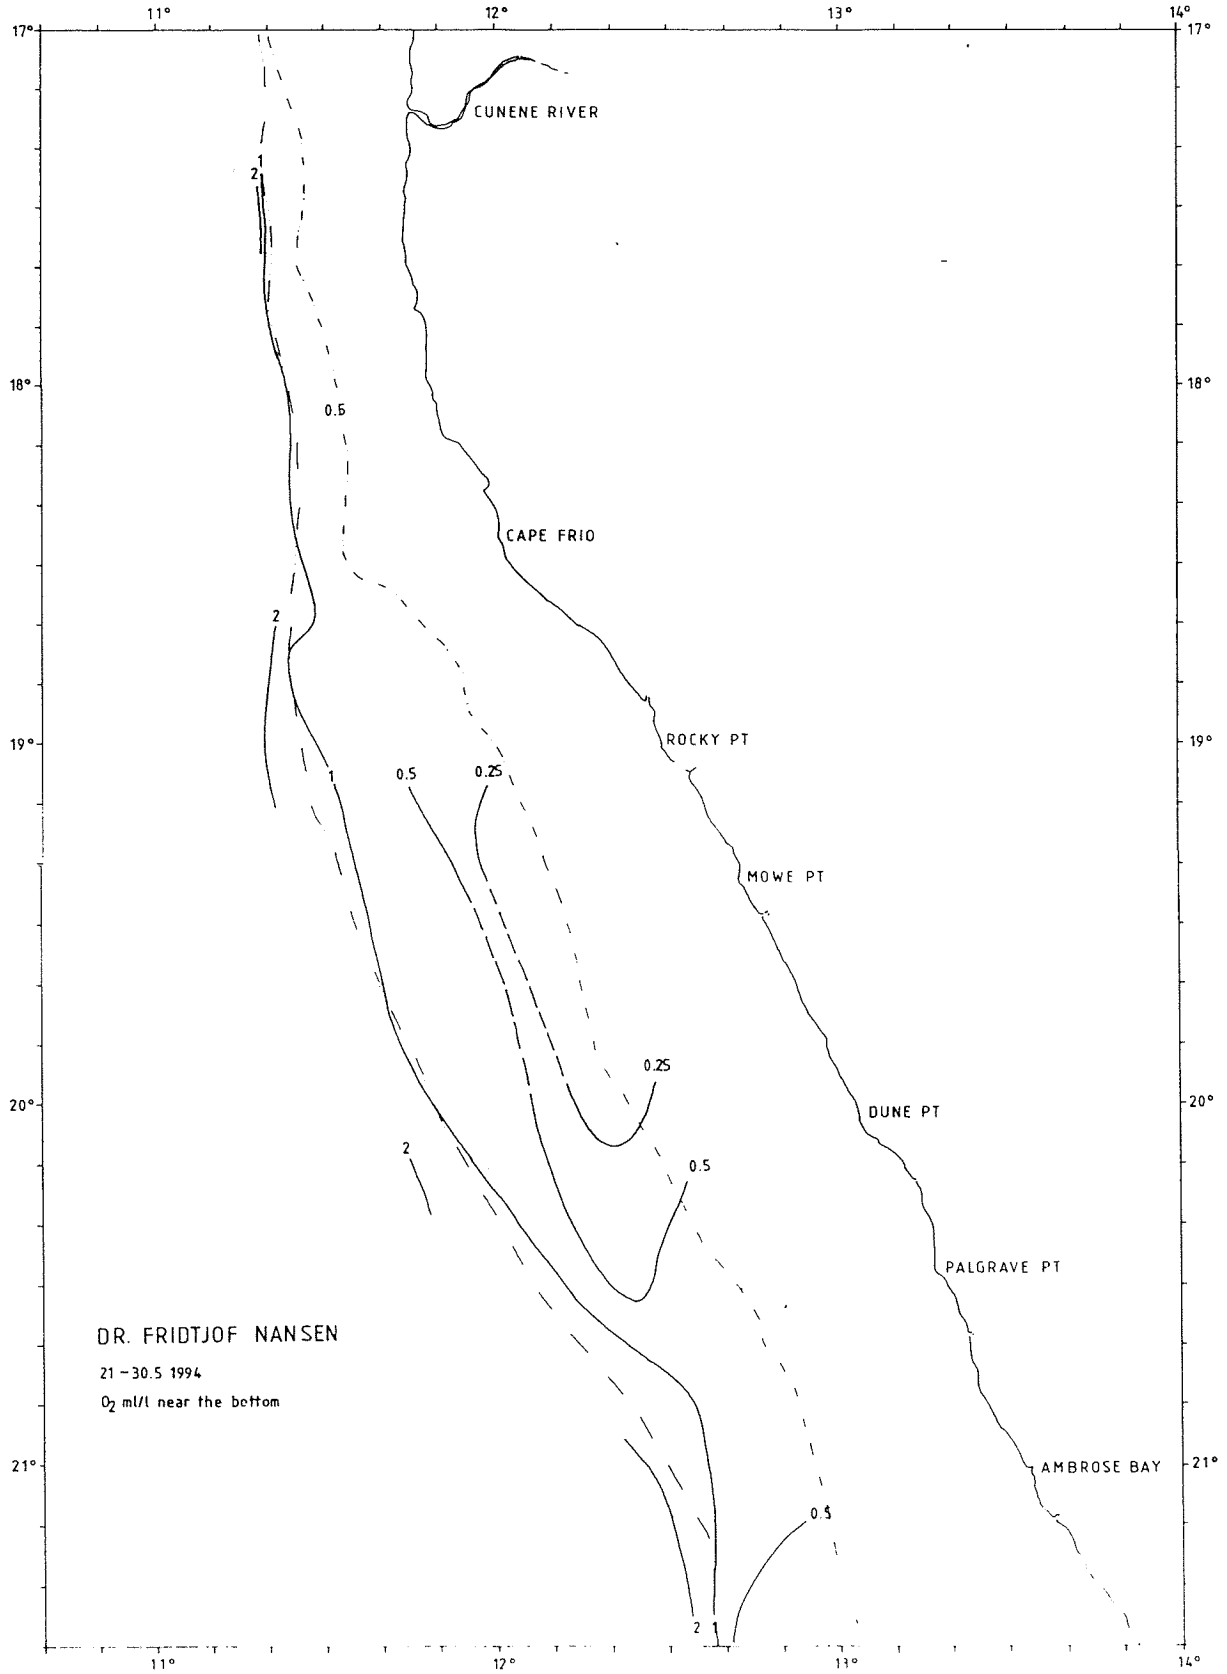 11° 12° 13° 14°
17° 17°
CUNENE RIVER
1
2
18° 18°
0.5
CAPE FRIO
2
19° 19°
ROCKY PT
1 0.5 0.25
MOWE PT
0.25
20° 20°
DUNE PT
2
0.5
PALGRAVE PT
DR. FRIDTJOF NANSEN
21-30.5 1994
O2 ml/l near the bottom
21° 21°
AMBROSE BAY
0.5
2 1
11° 12° 13° 14°